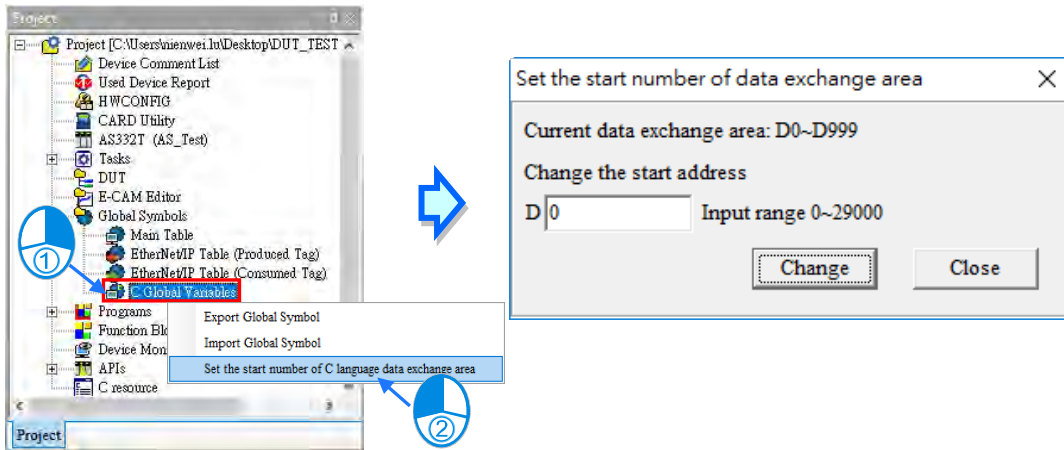 Project
Project [C:\Users\nienwei.lu\Desktop\DUT_TEST
Device Comment List
Used Device Report
HWCONFIG
CARD Utility
AS332T (AS_Test)
Tasks
DUT
E-CAM Editor
Global Symbols
Main Table
EtherNet/IP Table (Produced Tag)
EtherNet/IP Table (Consumed Tag)
C Global Variables
Programs
Function Blo
Device Mon
APIs
C resource
Project
①
Export Global Symbol
Import Global Symbol
Set the start number of C language data exchange area
②
Set the start number of data exchange area
Current data exchange area: D0~D999
Change the start address
D 0 Input range 0~29000
Change Close